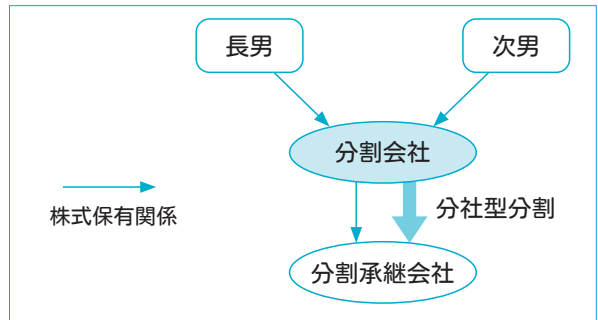 長男
次男
分割会社
株式保有関係
分社型分割
分割承継会社